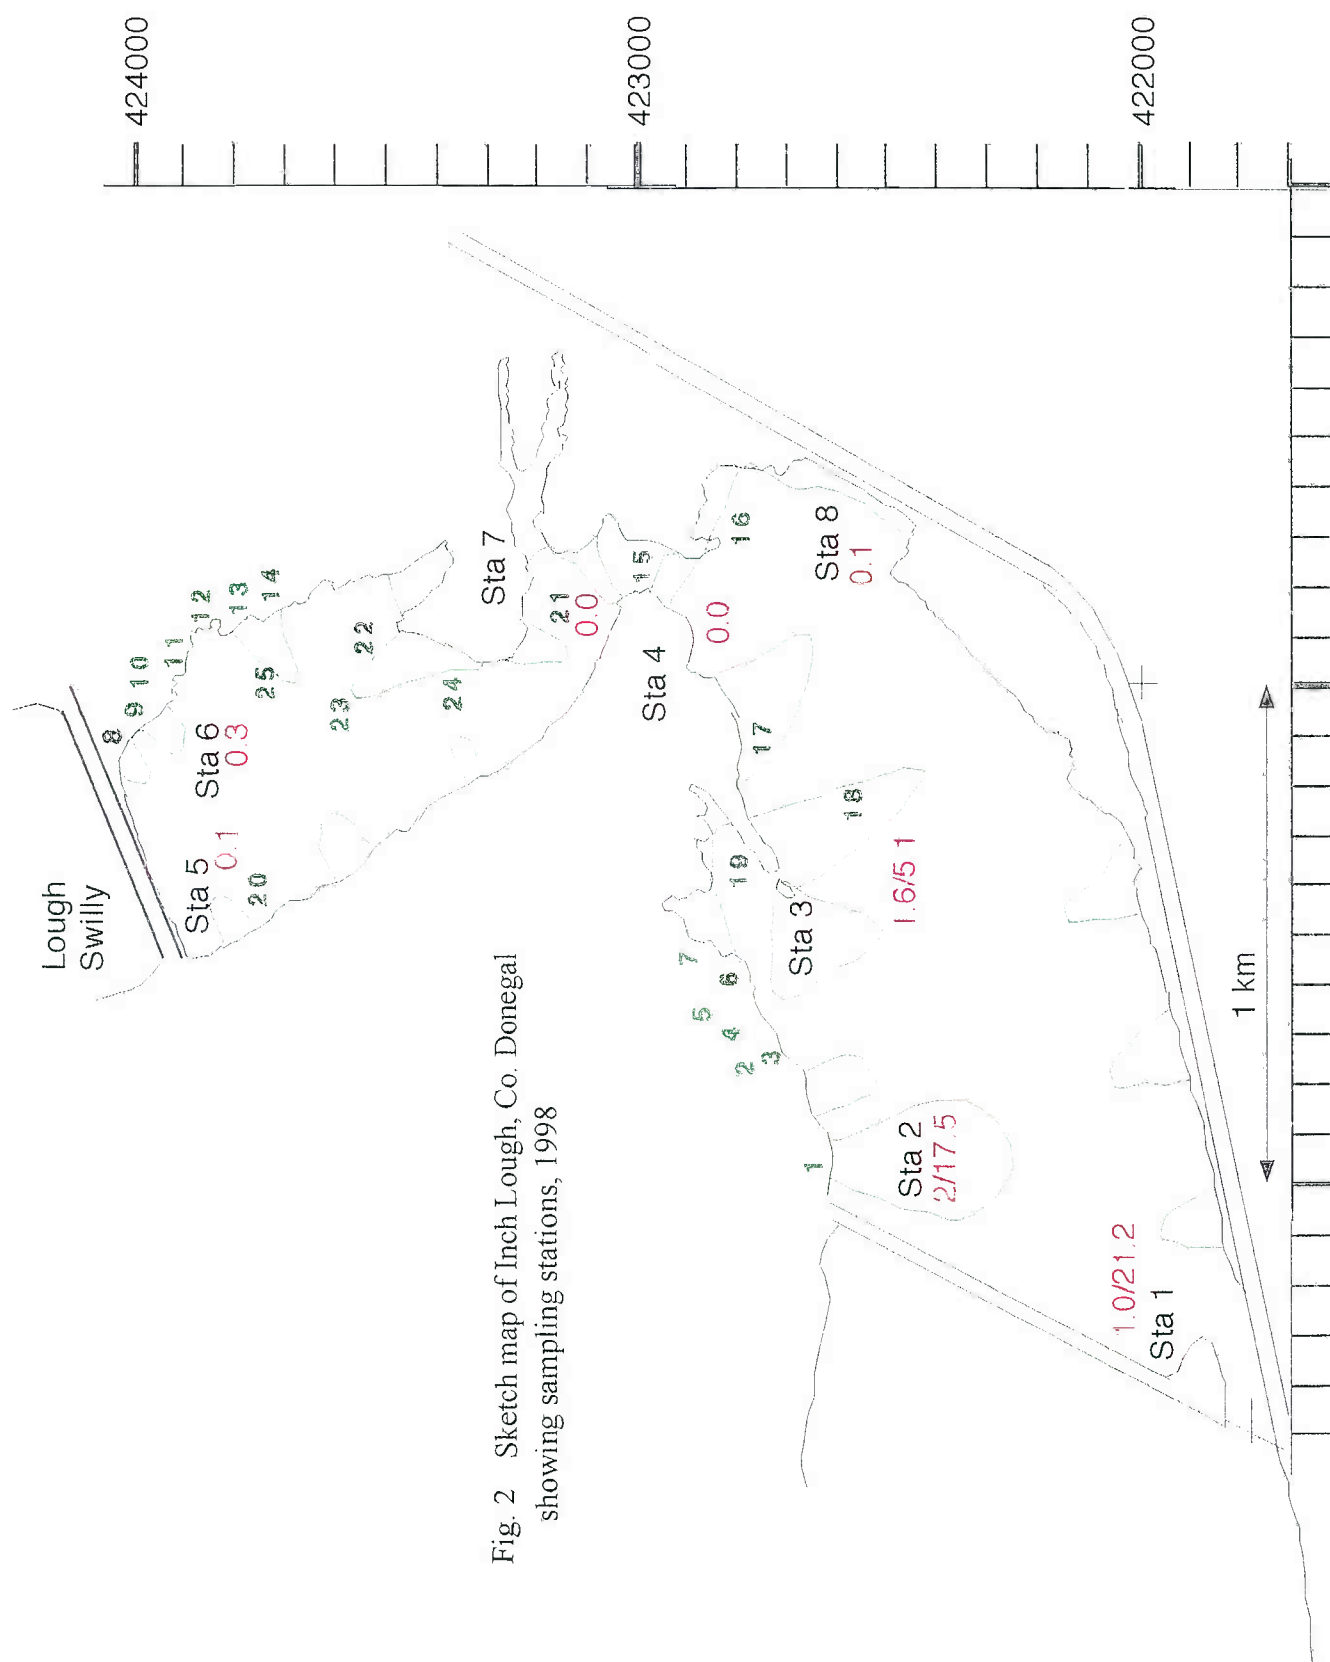 Lough
Swilly
424000
423000
422000
8
9
10
11
12
13
14
Sta 5
0.1
20
Sta 6
0.3
25
22
23
24
Sta 7
21
0.0
15
Sta 4
0.0
16
Sta 8
0.1
17
18
19
Sta 3
1.6/5 1
7
6
5
4
2
3
1
Sta 2
2/17.5
1.0/21.2
Sta 1
1 km
Fig. 2 Sketch map of Inch Lough, Co. Donegal
showing sampling stations, 1998